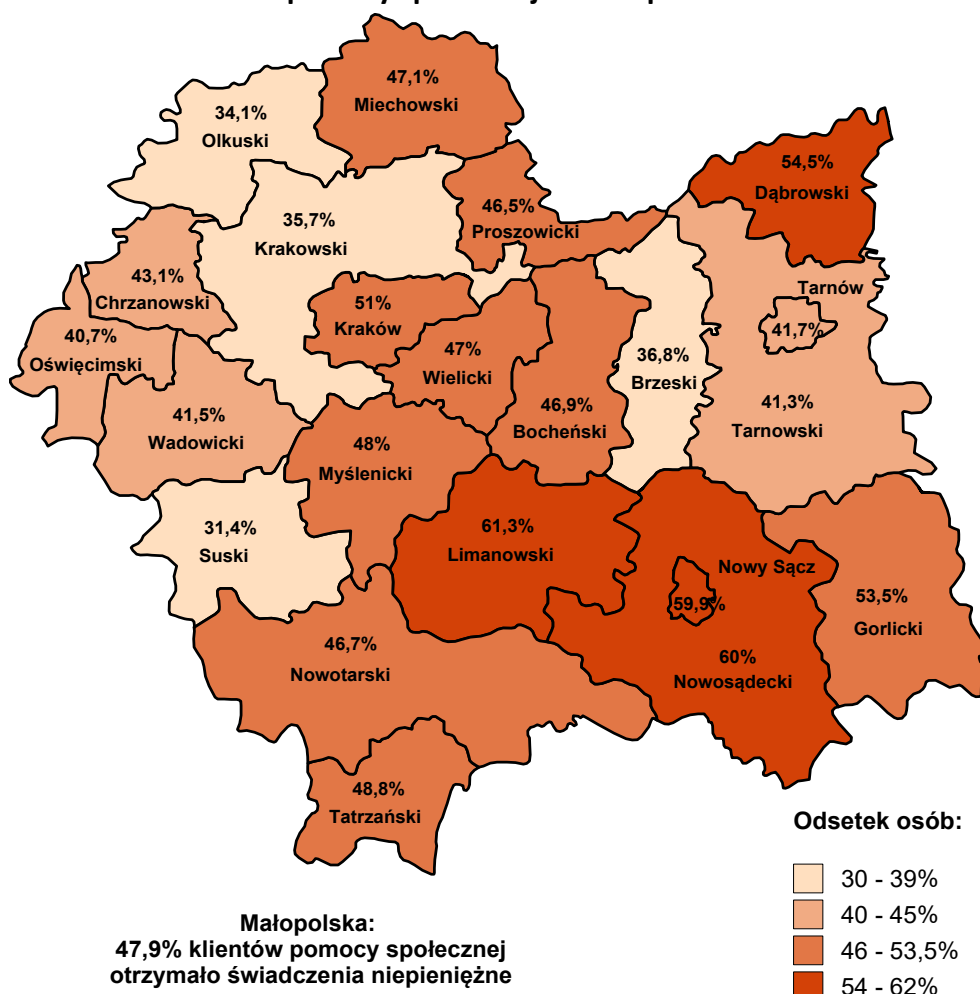 47,1%
Miechowski
34,1%
Olkuski
54,5%
Dąbrowski
35,7%
Krakowski
46,5%
Proszowicki
43,1%
Chrzanowski
Tarnów
41,7%
51%
Kraków
40,7%
Oświęcimski
47%
Wielicki
36,8%
Brzeski
41,5%
Wadowicki
46,9%
Bocheński
41,3%
Tarnowski
48%
Myślenicki
31,4%
Suski
61,3%
Limanowski
Nowy Sącz
59,9%
53,5%
Gorlicki
46,7%
Nowotarski
60%
Nowosądecki
48,8%
Tatrzański
Odsetek osób:
30 - 39%
40 - 45%
46 - 53,5%
54 - 62%
Małopolska:
47,9% klientów pomocy społecznej
otrzymało świadczenia niepieniężne